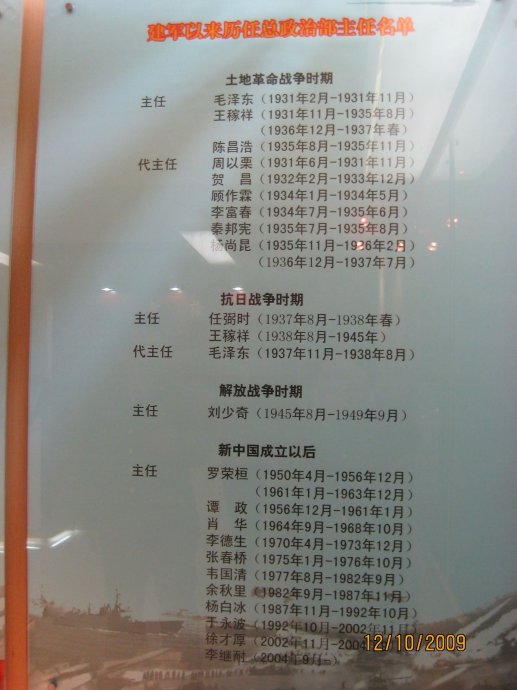 建军以来历任总政治部主任名单
土地革命战争时期
主任 毛泽东（1931年2月-1931年11月）
王稼祥（1931年11月-1935年8月）
（1936年12月-1937年春）
陈昌浩（1935年8月-1935年11月）
代主任 周以栗（1931年6月-1931年11月）
贺 昌（1932年2月-1933年12月）
顾作霖（1934年1月-1934年5月）
李富春（1934年7月-1935年6月）
秦邦宪（1935年7月-1935年8月）
杨尚昆（1935年11月-1936年2月）
（1936年12月-1937年7月）
抗日战争时期
主任 任弼时（1937年8月-1938年春）
王稼祥（1938年8月-1945年）
代主任 毛泽东（1937年11月-1938年8月）
解放战争时期
主任 刘少奇（1945年8月-1949年9月）
新中国成立以后
主任 罗荣桓（1950年4月-1956年12月）
（1961年1月-1963年12月）
谭 政（1956年12月-1961年1月）
肖 华（1964年9月-1968年10月）
李德生（1970年4月-1973年12月）
张春桥（1975年1月-1976年10月）
韦国清（1977年8月-1982年9月）
余秋里（1982年9月-1987年11月）
杨白冰（1987年11月-1992年10月）
于永波（1992年10月-2002年11月）
徐才厚（2002年11月-2004
李继耐（2004年9月-
12/10/2009